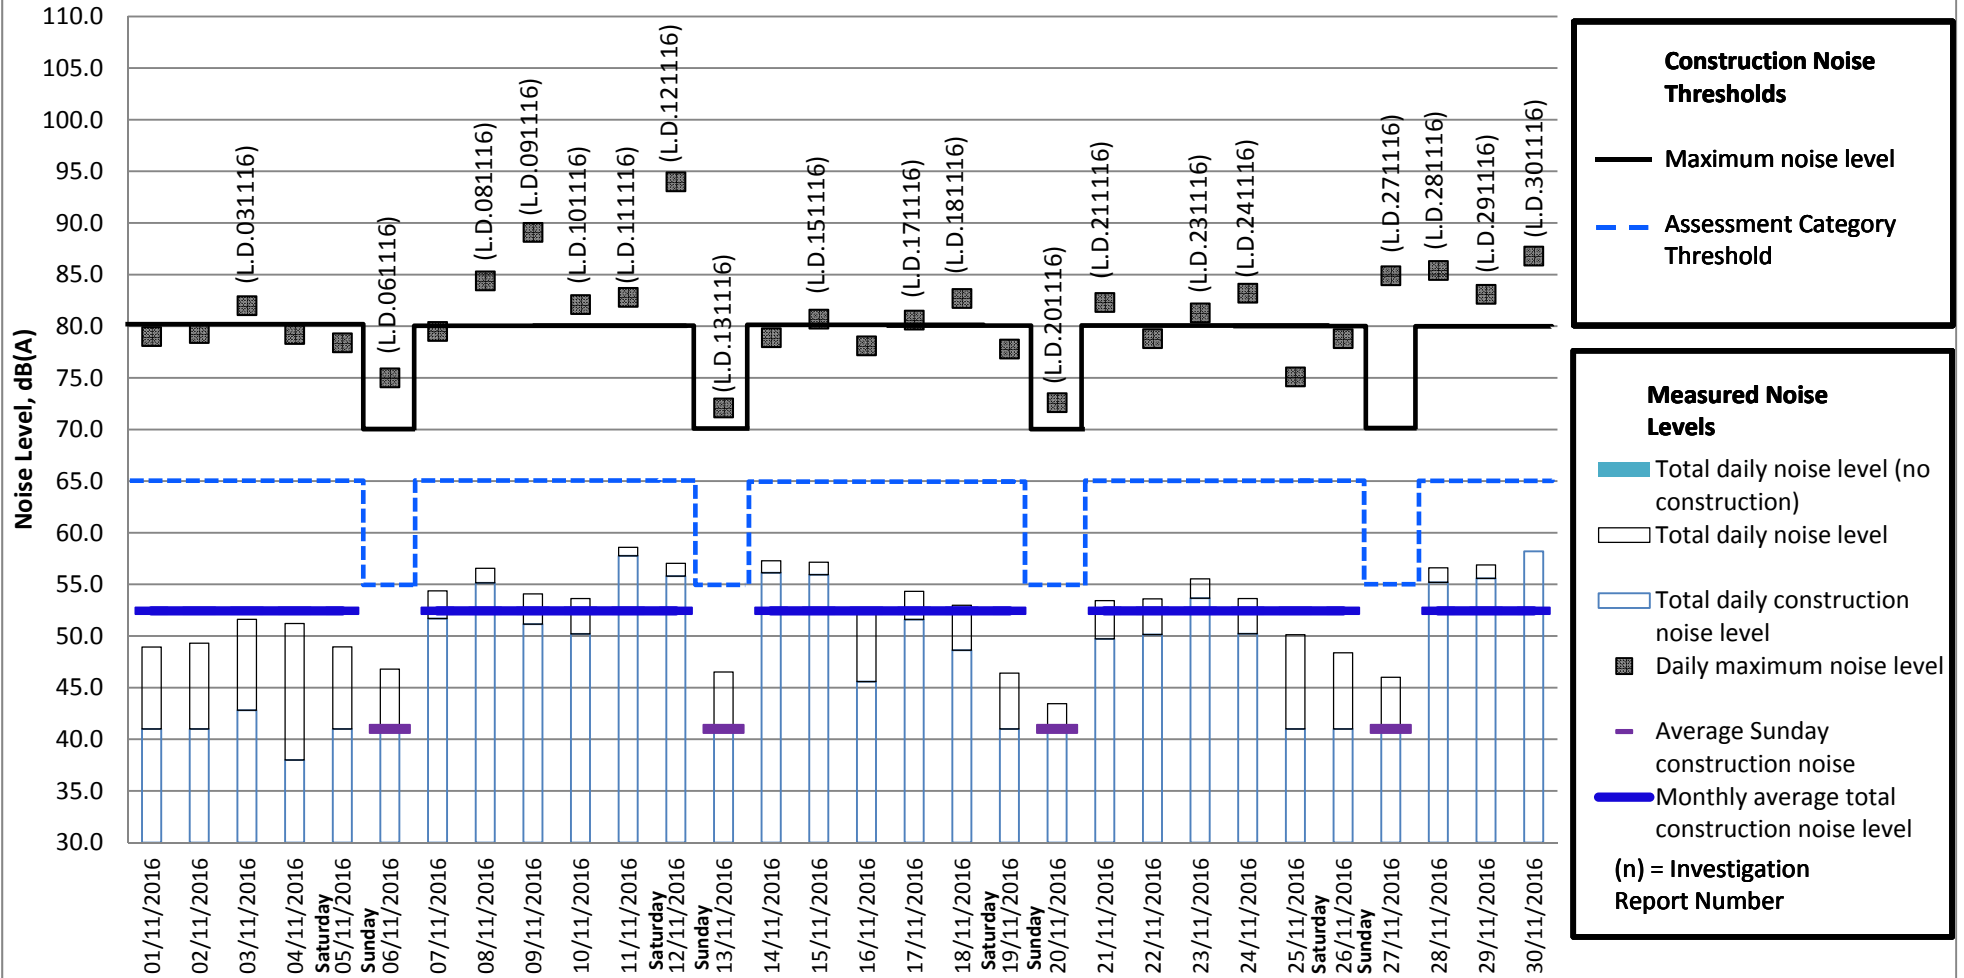 110.0
105.0
100.0
95.0
90.0
85.0
80.0
75.0
70.0
65.0
60.0
55.0
50.0
45.0
40.0
35.0
30.0
Noise Level, dB(A)
(L.D.031116)
(L.D.061116)
(L.D.081116)
(L.D.091116)
(L.D.101116)
(L.D.111116)
(L.D.121116)
(L.D.131116)
(L.D.151116)
(L.D.171116)
(L.D.181116)
(L.D.201116)
(L.D.211116)
(L.D.231116)
(L.D.241116)
(L.D.271116)
(L.D.281116)
(L.D.291116)
(L.D.301116)
01/11/2016
02/11/2016
03/11/2016
04/11/2016
Saturday
05/11/2016
Sunday
06/11/2016
07/11/2016
08/11/2016
09/11/2016
10/11/2016
11/11/2016
Saturday
12/11/2016
Sunday
13/11/2016
14/11/2016
15/11/2016
16/11/2016
17/11/2016
18/11/2016
Saturday
19/11/2016
Sunday
20/11/2016
21/11/2016
22/11/2016
23/11/2016
24/11/2016
25/11/2016
Saturday
26/11/2016
Sunday
27/11/2016
28/11/2016
29/11/2016
30/11/2016
Construction Noise
Thresholds
Maximum noise level
Assessment Category
Threshold
Measured Noise
Levels
Total daily noise level (no
construction)
Total daily noise level
Total daily construction
noise level
Daily maximum noise level
Average Sunday
construction noise
Monthly average total
construction noise level
(n) = Investigation
Report Number